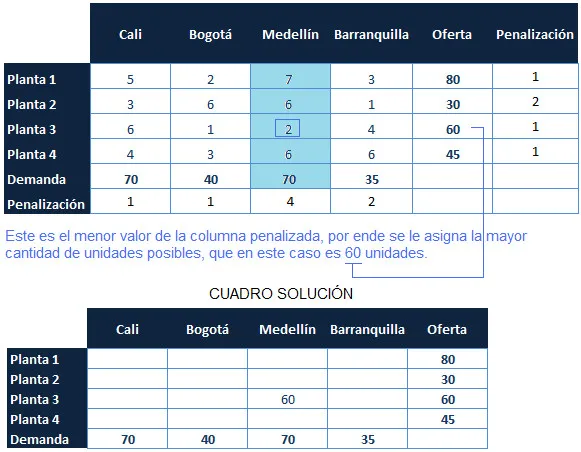 Cali Bogotá Medellín Barranquilla Oferta Penalización
Planta 1 5 2 7 3 80 1
Planta 2 3 6 6 1 30 2
Planta 3 6 1 2 4 60 1
Planta 4 4 3 6 6 45 1
Demanda 70 40 70 35
Penalización 1 1 4 2
Este es el menor valor de la columna penalizada, por ende se le asigna la mayor
cantidad de unidades posibles, que en este caso es 60 unidades.
CUADRO SOLUCIÓN
Cali Bogotá Medellín Barranquilla Oferta
Planta 1 80
Planta 2 30
Planta 3 60 60
Planta 4 45
Demanda 70 40 70 35